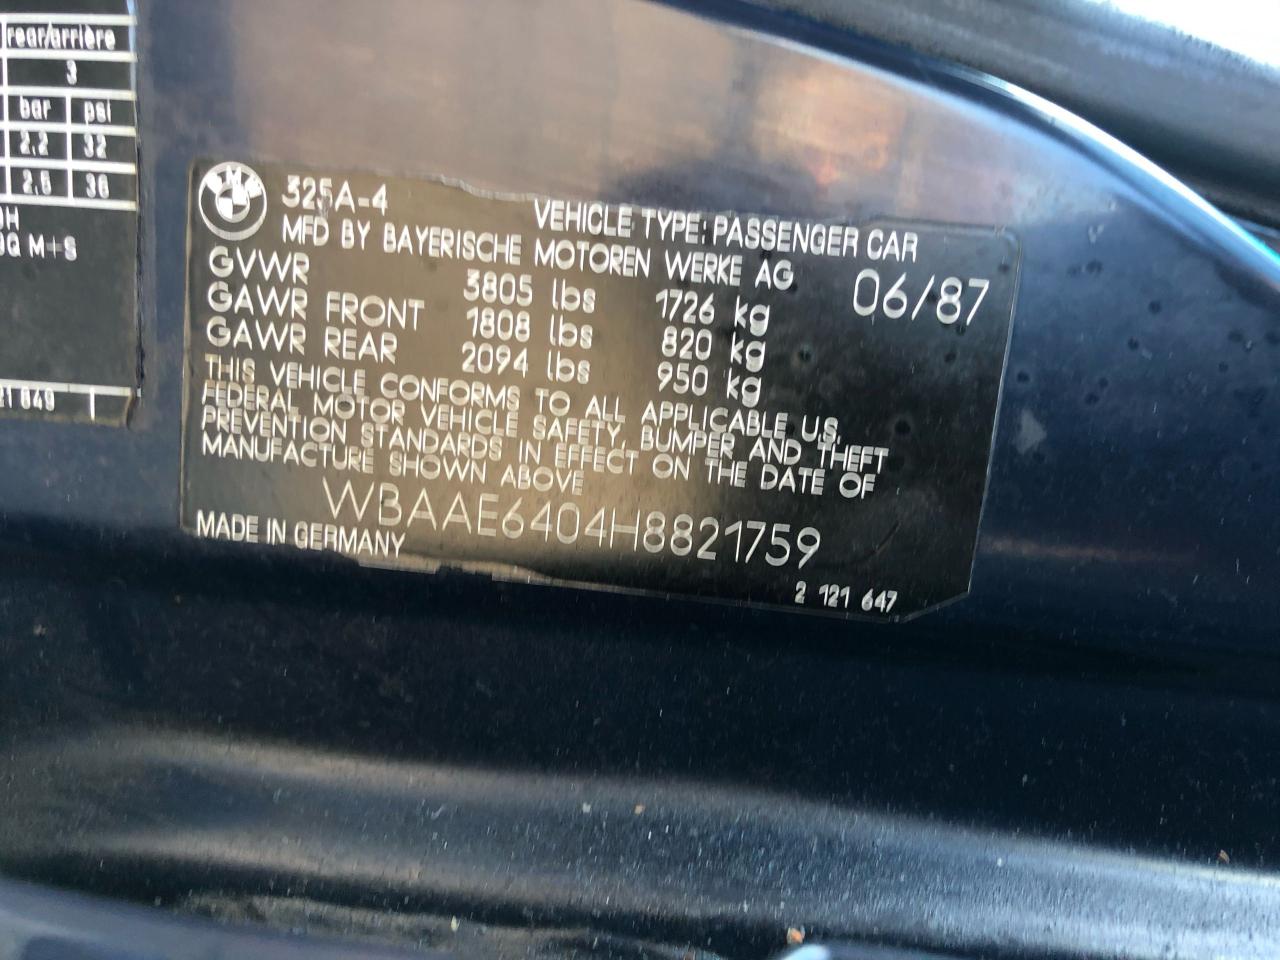 rear/arrière
3
bar psi
2,2 32
2,5 36
M+S
BMW
325A-4 VEHICLE TYPE: PASSENGER CAR
MFD BY BAYERISCHE MOTOREN WERKE AG 06/87
GVWR 3805 lbs 1726 kg
GAWR FRONT 1808 lbs 820 kg
GAWR REAR 2094 lbs 950 kg
THIS VEHICLE CONFORMS TO ALL APPLICABLE U.S.
FEDERAL MOTOR VEHICLE SAFETY, BUMPER AND THEFT
PREVENTION STANDARDS IN EFFECT ON THE DATE OF
MANUFACTURE SHOWN ABOVE
WBAAE6404H8821759
MADE IN GERMANY
2 121 647